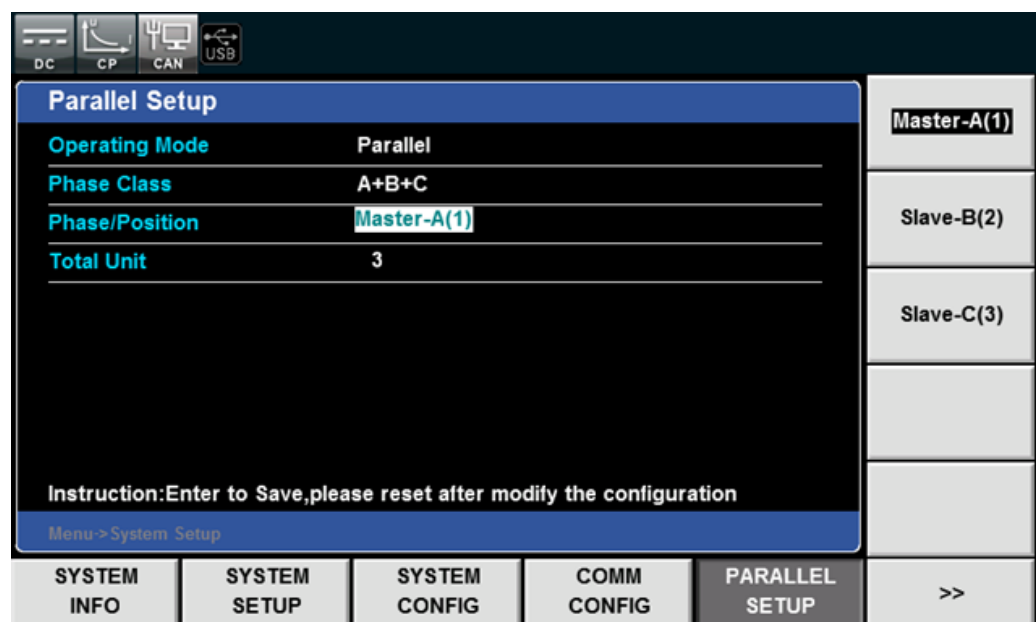 DC CP CAN USB
U I
Parallel Setup
Operating Mode Parallel
Phase Class A+B+C
Phase/Position Master-A(1)
Total Unit 3
Instruction:Enter to Save,please reset after modify the configuration
Menu->System Setup
Master-A(1)
Slave-B(2)
Slave-C(3)
SYSTEM INFO
SYSTEM SETUP
SYSTEM CONFIG
COMM CONFIG
PARALLEL SETUP
>>